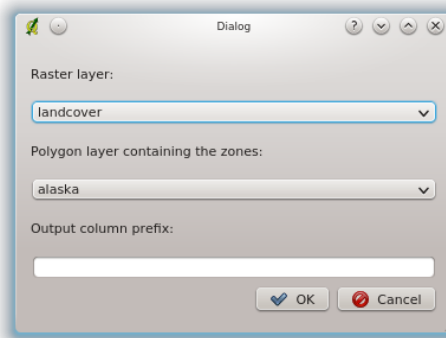 Dialog
Raster layer:
landcover
Polygon layer containing the zones:
alaska
Output column prefix:
OK Cancel